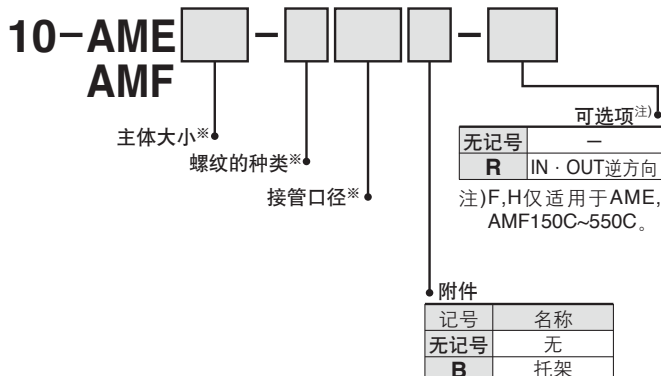 10-AME□-□□□-□
AMF
主体大小※
螺纹的种类※
接管口径※
可选项注)
无记号 －
R IN · OUT逆方向
注)F,H仅适用于AME,
AMF150C~550C。
附件
记号 名称
无记号 无
B 托架